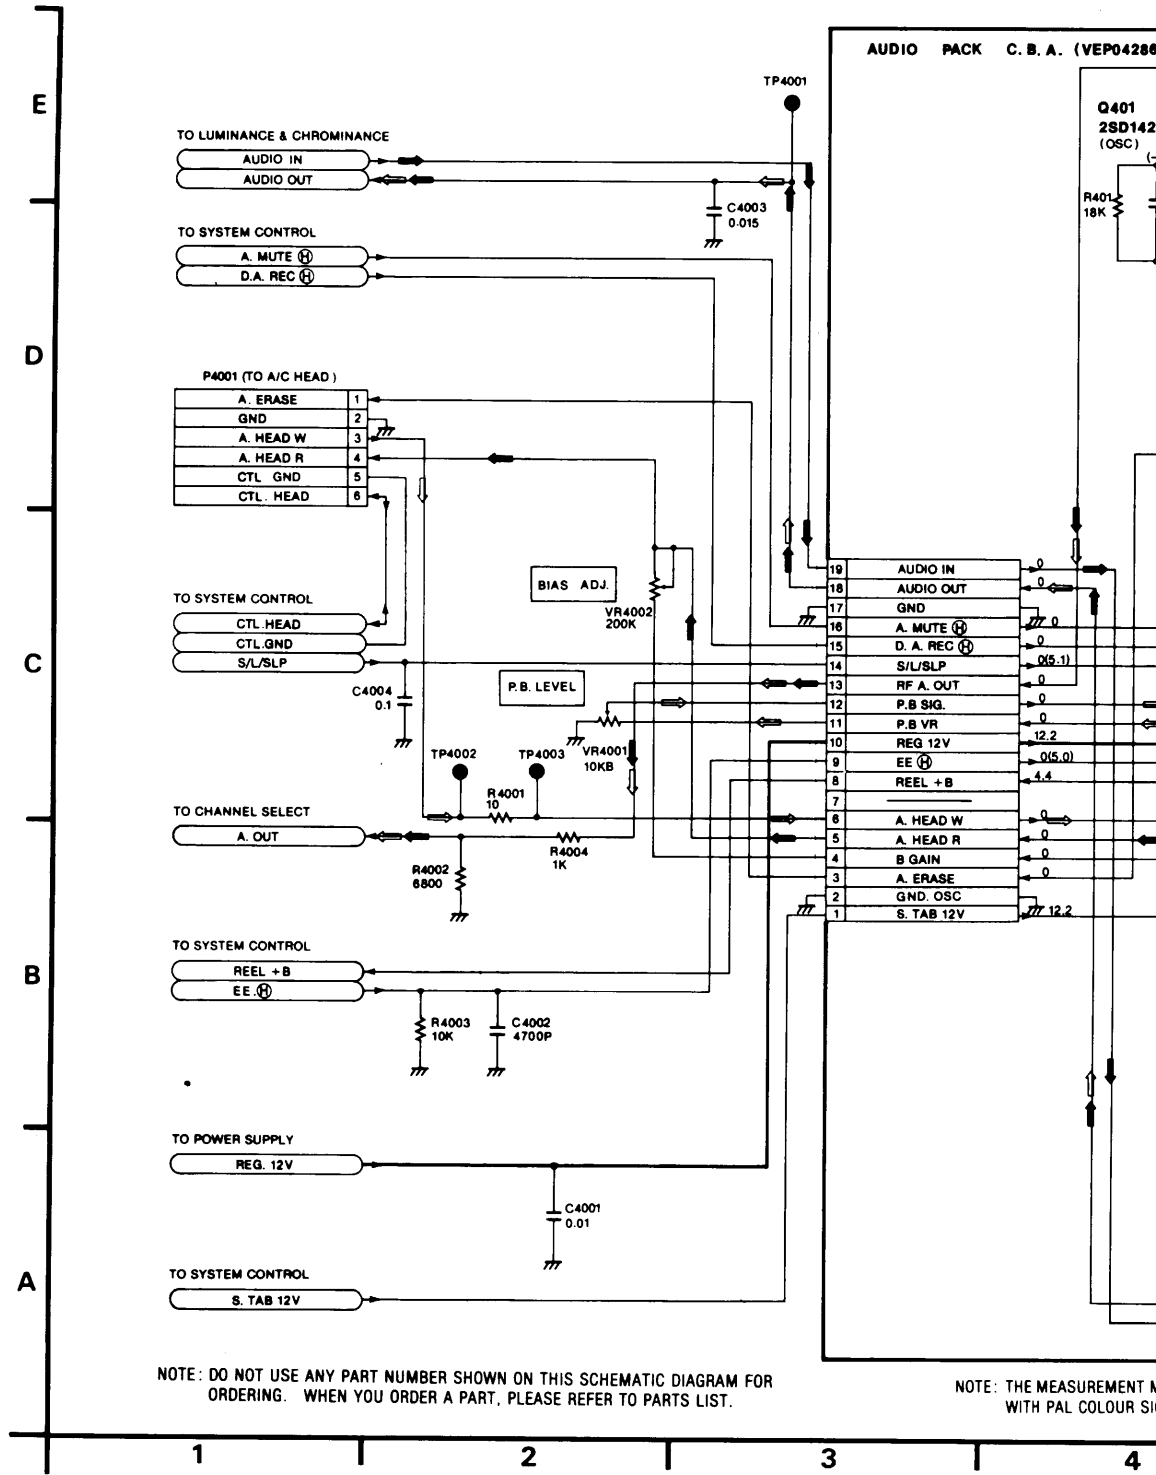 AUDIO PACK C.B.A. (VEP04286
TP4001
E
Q401
2SD142
(OSC)
TO LUMINANCE & CHROMINANCE
AUDIO IN
AUDIO OUT
R401
18K
C4003
0.015
TO SYSTEM CONTROL
A. MUTE Ⓗ
D.A. REC Ⓗ
D
P4001 (TO A/C HEAD)
A. ERASE 1
GND 2
A. HEAD W 3
A. HEAD R 4
CTL GND 5
CTL. HEAD 6
BIAS ADJ.
VR4002
200K
19 AUDIO IN 0
18 AUDIO OUT 0
17 GND
16 A. MUTE Ⓗ 0
15 D. A. REC Ⓗ 0
14 S/L/SLP 0(5.1)
13 RF A. OUT 0
12 P.B SIG. 0
11 P.B VR 0
10 REG 12V 12.2
9 EE Ⓗ 0(5.0)
8 REEL +B 4.4
7
6 A. HEAD W 0
5 A. HEAD R 0
4 B GAIN 0
3 A. ERASE 0
2 GND. OSC
1 S. TAB 12V 12.2
TO SYSTEM CONTROL
CTL.HEAD
CTL.GND
S/L/SLP
C
P.B. LEVEL
C4004
0.1
VR4001
10KB
TP4002
TP4003
R4001
10
TO CHANNEL SELECT
A. OUT
R4004
1K
R4002
6800
TO SYSTEM CONTROL
REEL +B
EE.Ⓗ
B
R4003
10K
C4002
4700P
TO POWER SUPPLY
REG. 12V
C4001
0.01
TO SYSTEM CONTROL
S. TAB 12V
A
NOTE: DO NOT USE ANY PART NUMBER SHOWN ON THIS SCHEMATIC DIAGRAM FOR
ORDERING. WHEN YOU ORDER A PART, PLEASE REFER TO PARTS LIST.
NOTE: THE MEASUREMENT M
WITH PAL COLOUR SI
1 2 3 4